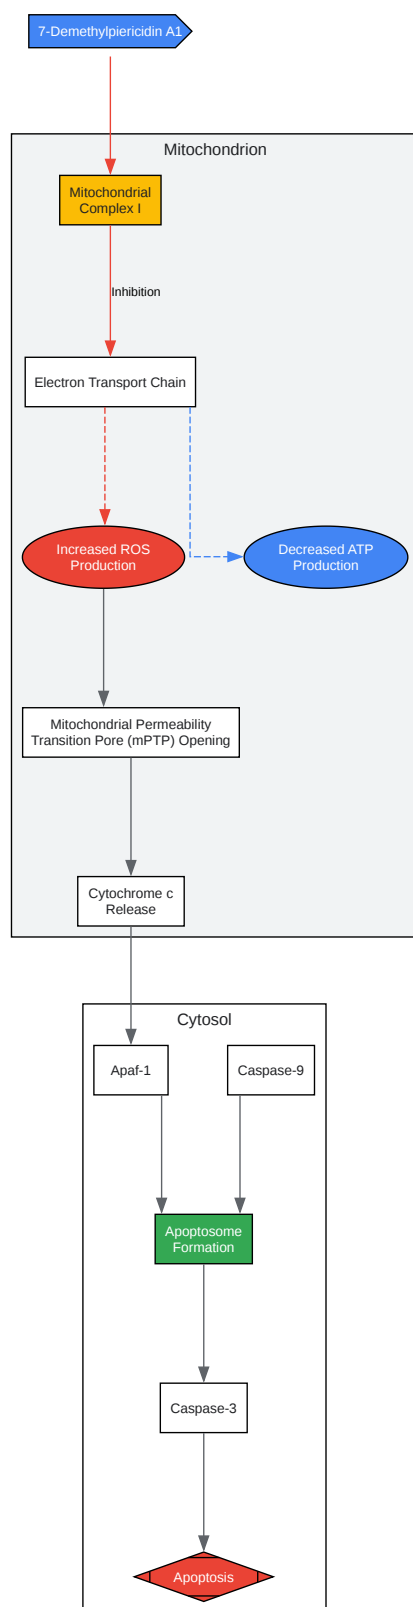 7-Demethylpiericidin A1
Mitochondrion
Mitochondrial
Complex I
Inhibition
Electron Transport Chain
Increased ROS
Production
Decreased ATP
Production
Mitochondrial Permeability
Transition Pore (mPTP) Opening
Cytochrome c
Release
Cytosol
Apaf-1
Caspase-9
Apoptosome
Formation
Caspase-3
Apoptosis